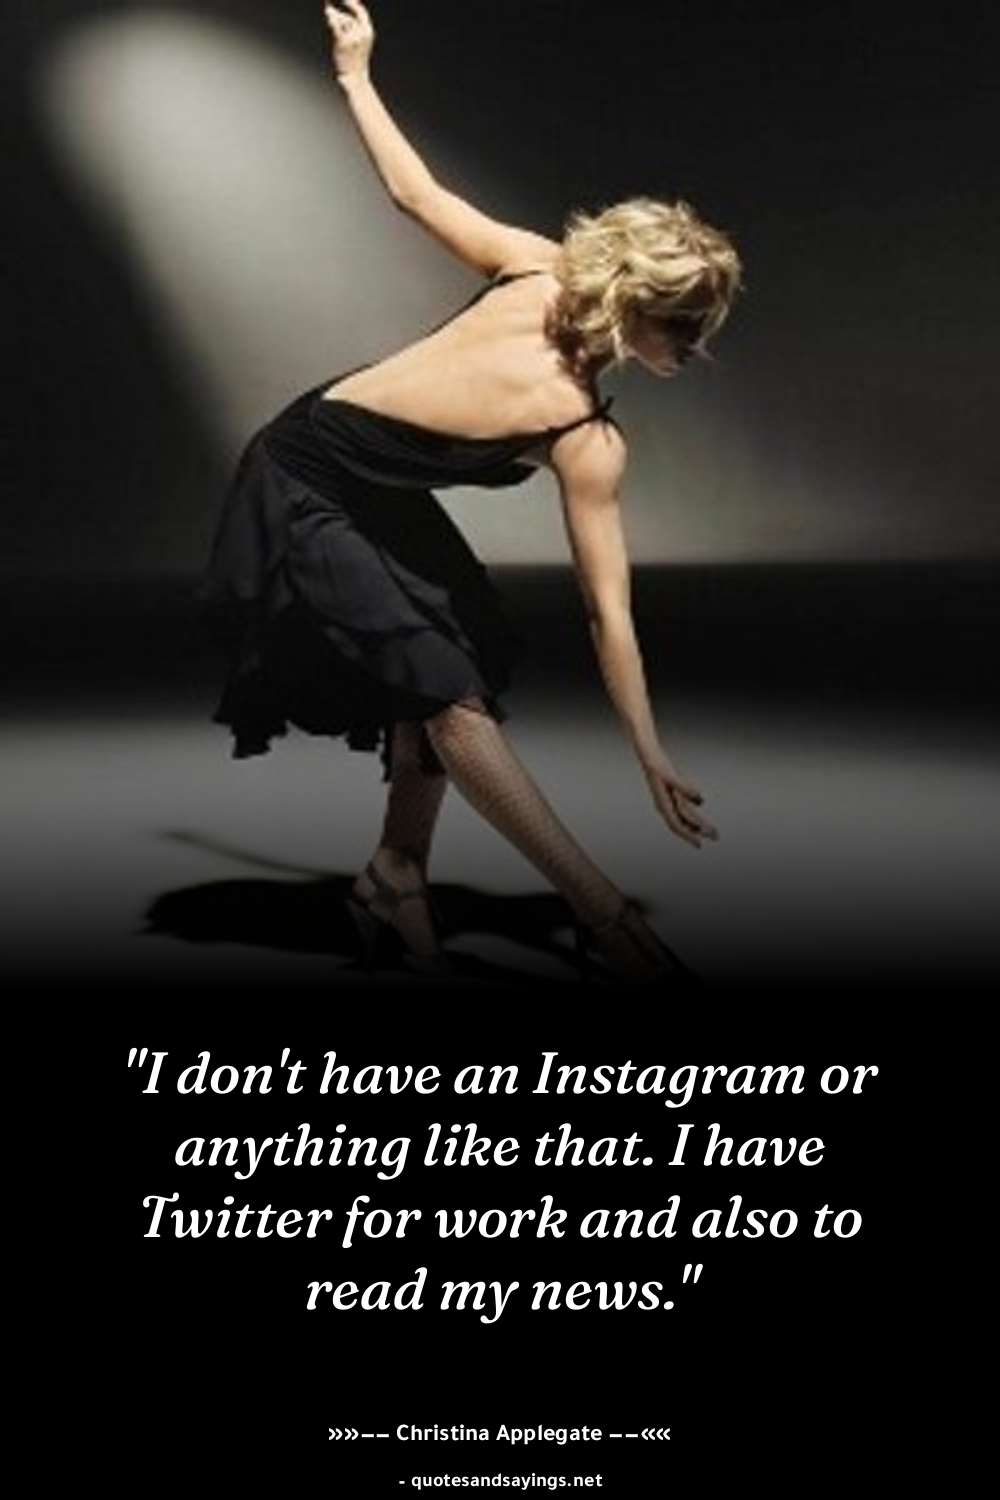 "I don't have an Instagram or
anything like that. I have
Twitter for work and also to
read my news."
»»−− Christina Applegate −−««
- quotesandsayings.net